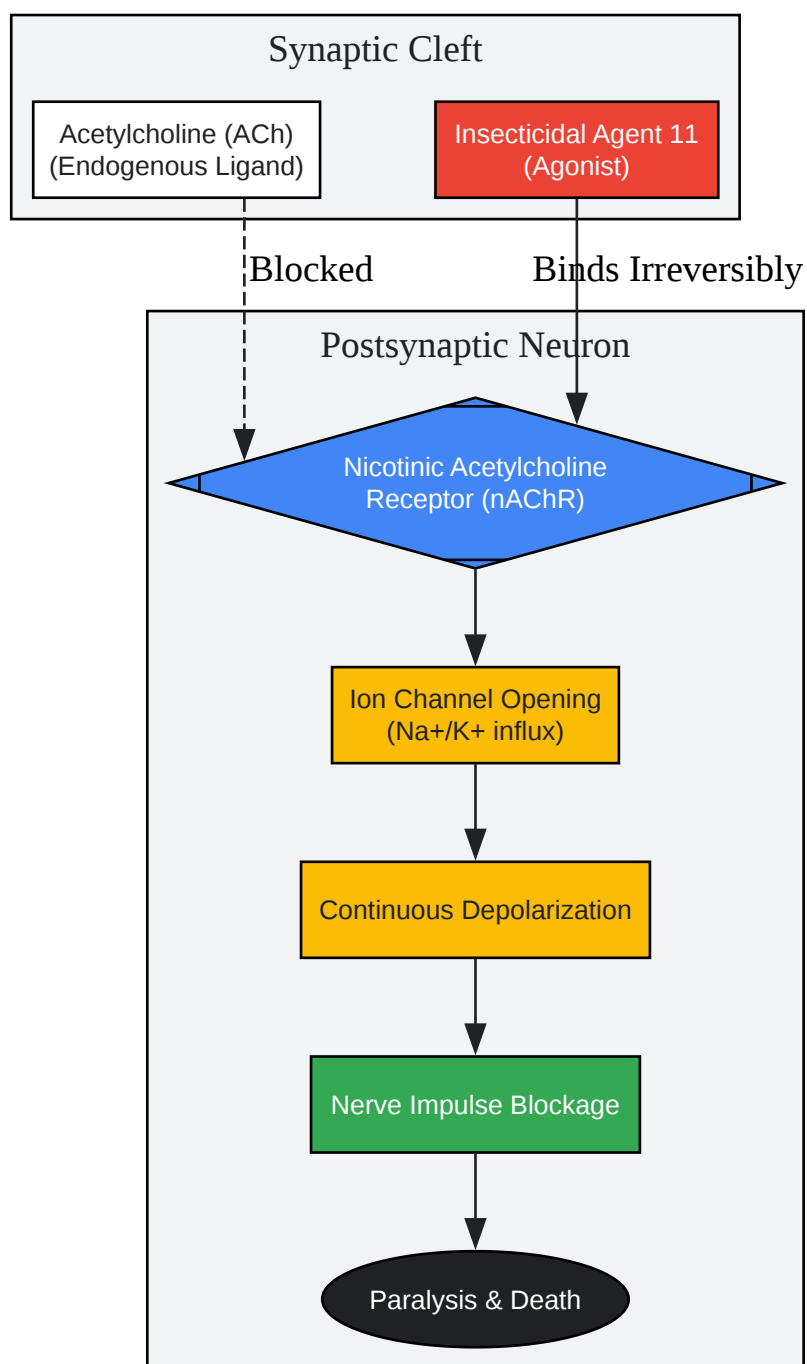 Synaptic Cleft
Acetylcholine (ACh)
(Endogenous Ligand)
Insecticidal Agent 11
(Agonist)
Blocked
Binds Irreversibly
Postsynaptic Neuron
Nicotinic Acetylcholine
Receptor (nAChR)
Ion Channel Opening
(Na+/K+ influx)
Continuous Depolarization
Nerve Impulse Blockage
Paralysis & Death